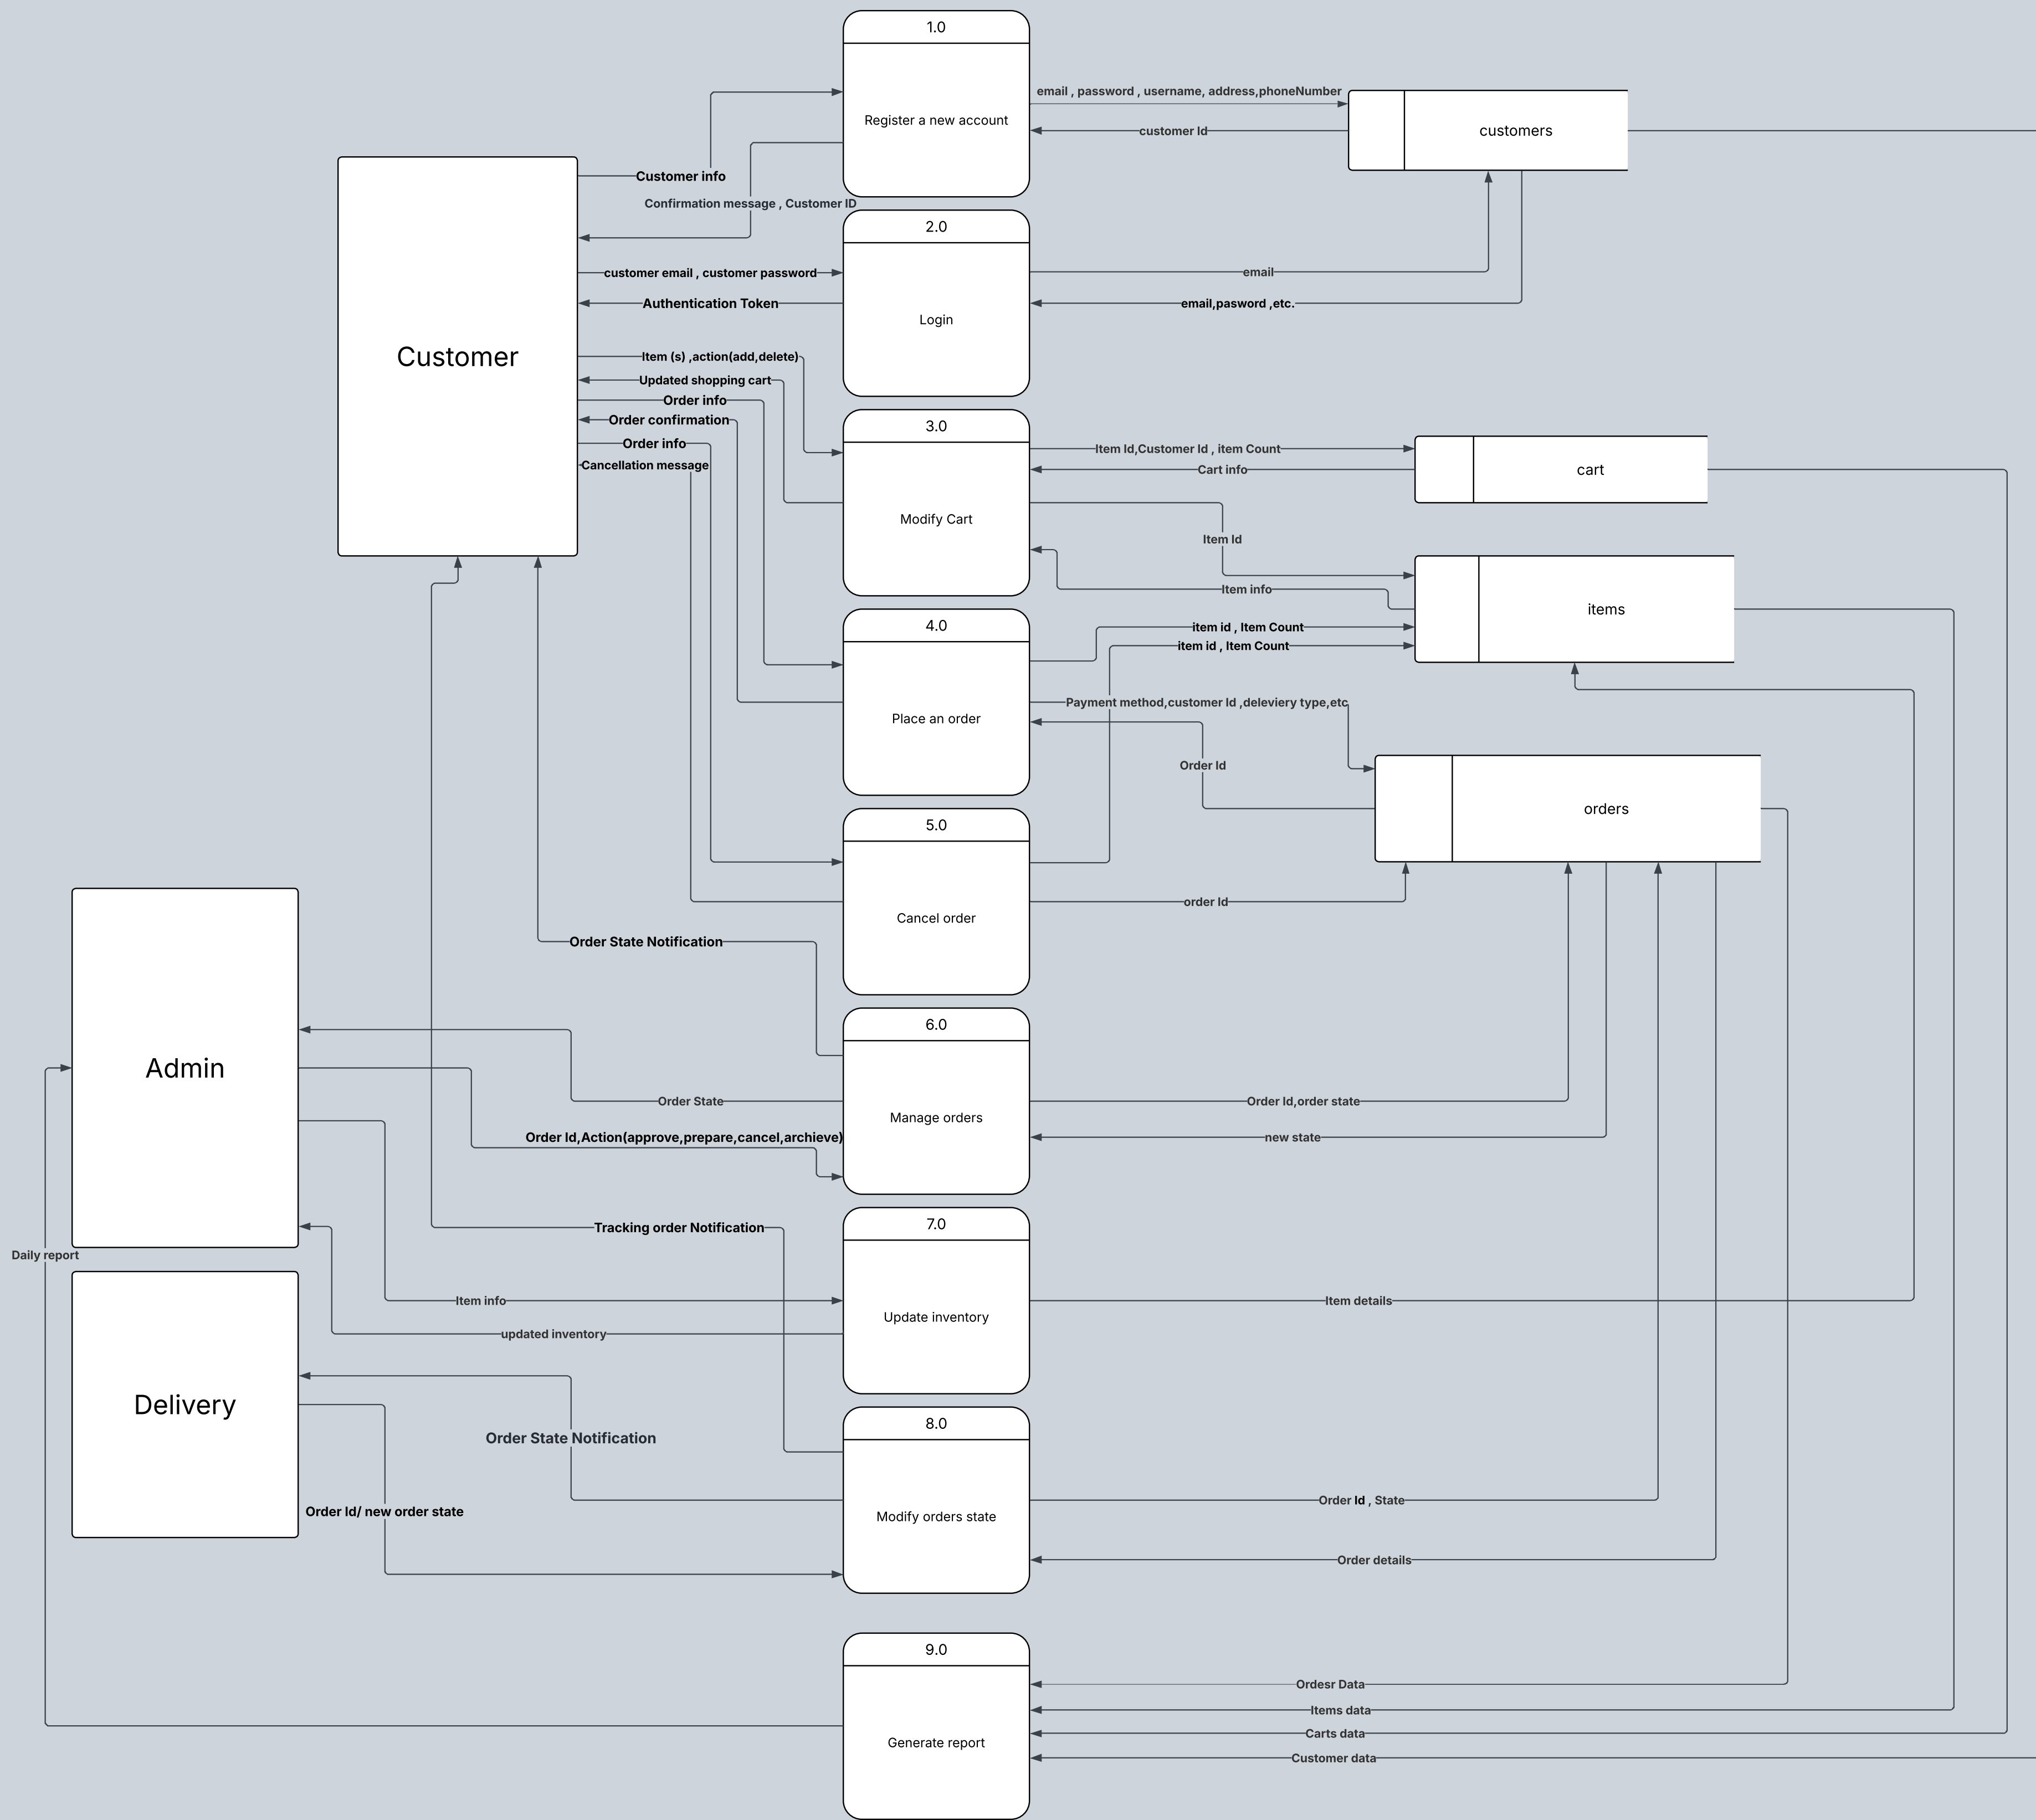 1.0
Register a new account
email , password , username, address,phoneNumber
customer Id
customers
Customer info
Confirmation message , Customer ID
2.0
Login
customer email , customer password
Authentication Token
email
email,pasword ,etc.
Customer
Item (s) ,action(add,delete)
Updated shopping cart
Order info
Order confirmation
Order info
Cancellation message
3.0
Modify Cart
Item Id,Customer Id , item Count
Cart info
cart
Item Id
Item info
items
4.0
Place an order
item id , Item Count
item id , Item Count
Payment method,customer Id ,deleviery type,etc
Order Id
orders
5.0
Cancel order
order Id
Order State Notification
Admin
6.0
Manage orders
Order State
Order Id,Action(approve,prepare,cancel,archieve)
Order Id,order state
new state
Tracking order Notification
Daily report
7.0
Update inventory
Item info
updated inventory
Item details
Delivery
8.0
Modify orders state
Order State Notification
Order Id/ new order state
Order Id , State
Order details
9.0
Generate report
Ordesr Data
Items data
Carts data
Customer data